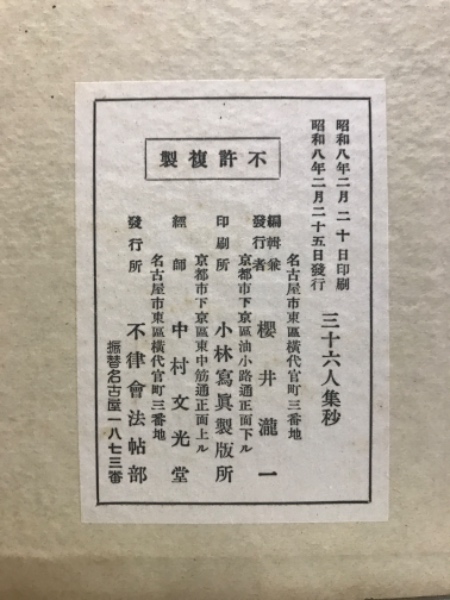 昭和八年二月二十日印刷
昭和八年二月二十五日發行
三十六人集抄
不許複製
名古屋市東區橫代官町三番地
編輯兼發行者 櫻井瀧一
京都市下京區油小路通正面下ル
印刷所 小林寫眞製版所
京都市下京區東中筋通正面上ル
經師 中村文光堂
名古屋市東區橫代官町三番地
發行所 不律會法帖部
振替名古屋一八七三番